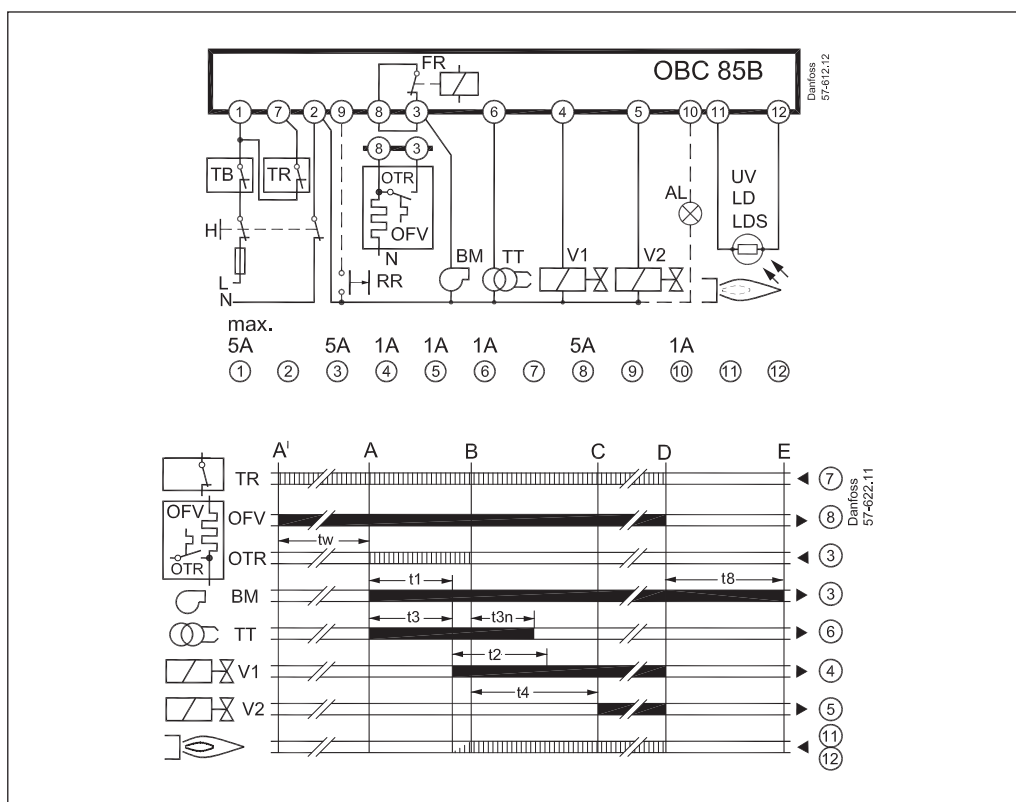 OBC 85B
Danfoss
57-612.12
FR
1 7 2 9 8 3 6 4 5 10 11 12
8 3
TB TR
OTR
OFV
N
AL
UV
LD
LDS
H
BM TT V1 V2
RR
L
N
max.
5A 5A 1A 1A 1A 5A 1A
1 2 3 4 5 6 7 8 9 10 11 12
A' A B C D E
TR 7
OFV OFV 8
Danfoss
57-622.11
tw
OTR OTR 3
t1 t8
BM 3
t3 t3n
TT 6
t2
V1 4
t4
V2 5
11
12